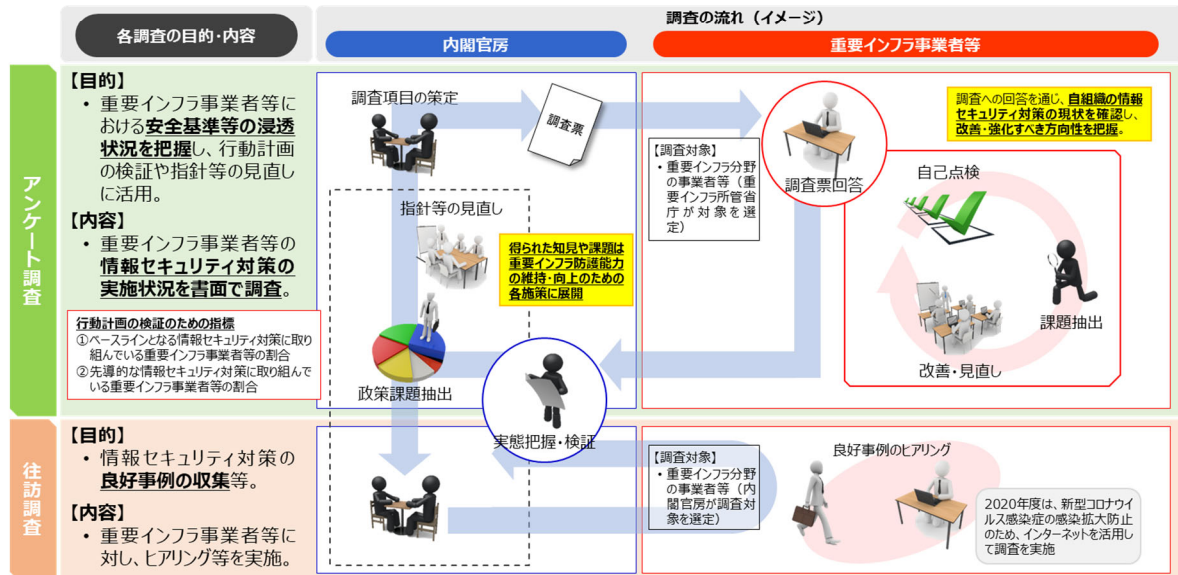 調査の流れ（イメージ）
各調査の目的・内容
内閣官房
重要インフラ事業者等
アンケート調査
【目的】
• 重要インフラ事業者等に
おける安全基準等の浸透
状況を把握し、行動計画
の検証や指針等の見直し
に活用。
【内容】
• 重要インフラ事業者等の
情報セキュリティ対策の
実施状況を書面で調査。
行動計画の検証のための指標
①ベースラインとなる情報セキュリティ対策に取り
組んでいる重要インフラ事業者等の割合
②先導的な情報セキュリティ対策に取り組んで
いる重要インフラ事業者等の割合
調査項目の策定
調査票
指針等の見直し
得られた知見や課題は
重要インフラ防護能力
の維持・向上のための
各施策に展開
政策課題抽出
実態把握・検証
【調査対象】
• 重要インフラ分野
の事業者等（重
要インフラ所管省
庁が対象を選
定）
調査票回答
調査への回答を通じ、自組織の情報
セキュリティ対策の現状を確認し、
改善・強化すべき方向性を把握。
自己点検
課題抽出
改善・見直し
往訪調査
【目的】
• 情報セキュリティ対策の
良好事例の収集等。
【内容】
• 重要インフラ事業者等に
対し、ヒアリング等を実施。
【調査対象】
• 重要インフラ分野
の事業者等（内
閣官房が調査対
象を選定）
良好事例のヒアリング
2020年度は、新型コロナウイ
ルス感染症の感染拡大防止
のため、インターネットを活用し
て調査を実施